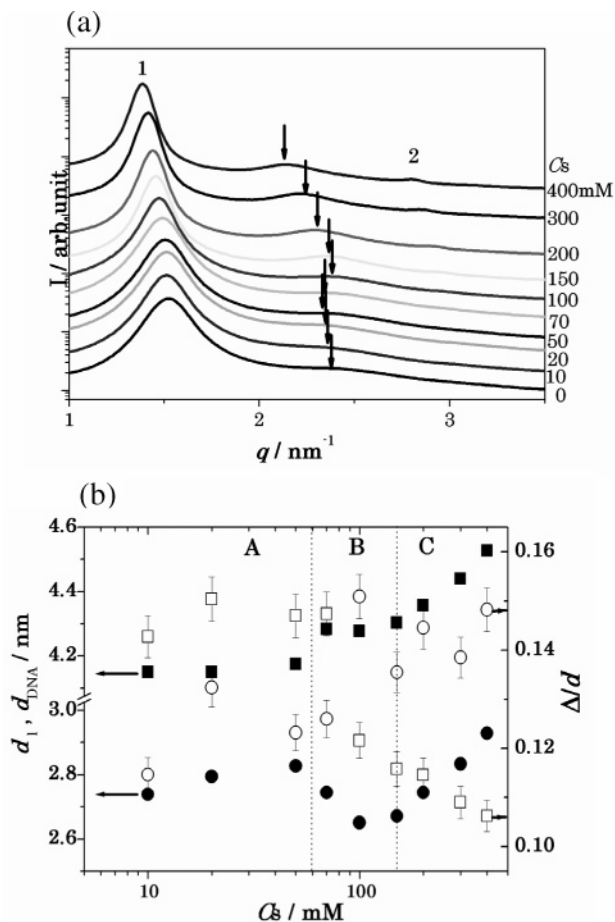 (a)
1
2
Cs
400mM
300
200
150
100
70
50
20
10
0
I / arb. unit
1 2 3
q / nm⁻¹
(b)
A B C
4.6
4.4
4.2
3.0
2.8
2.6
d₁ , d_DNA / nm
0.16
0.14
0.12
0.10
Δ/d
10 100
Cs / mM